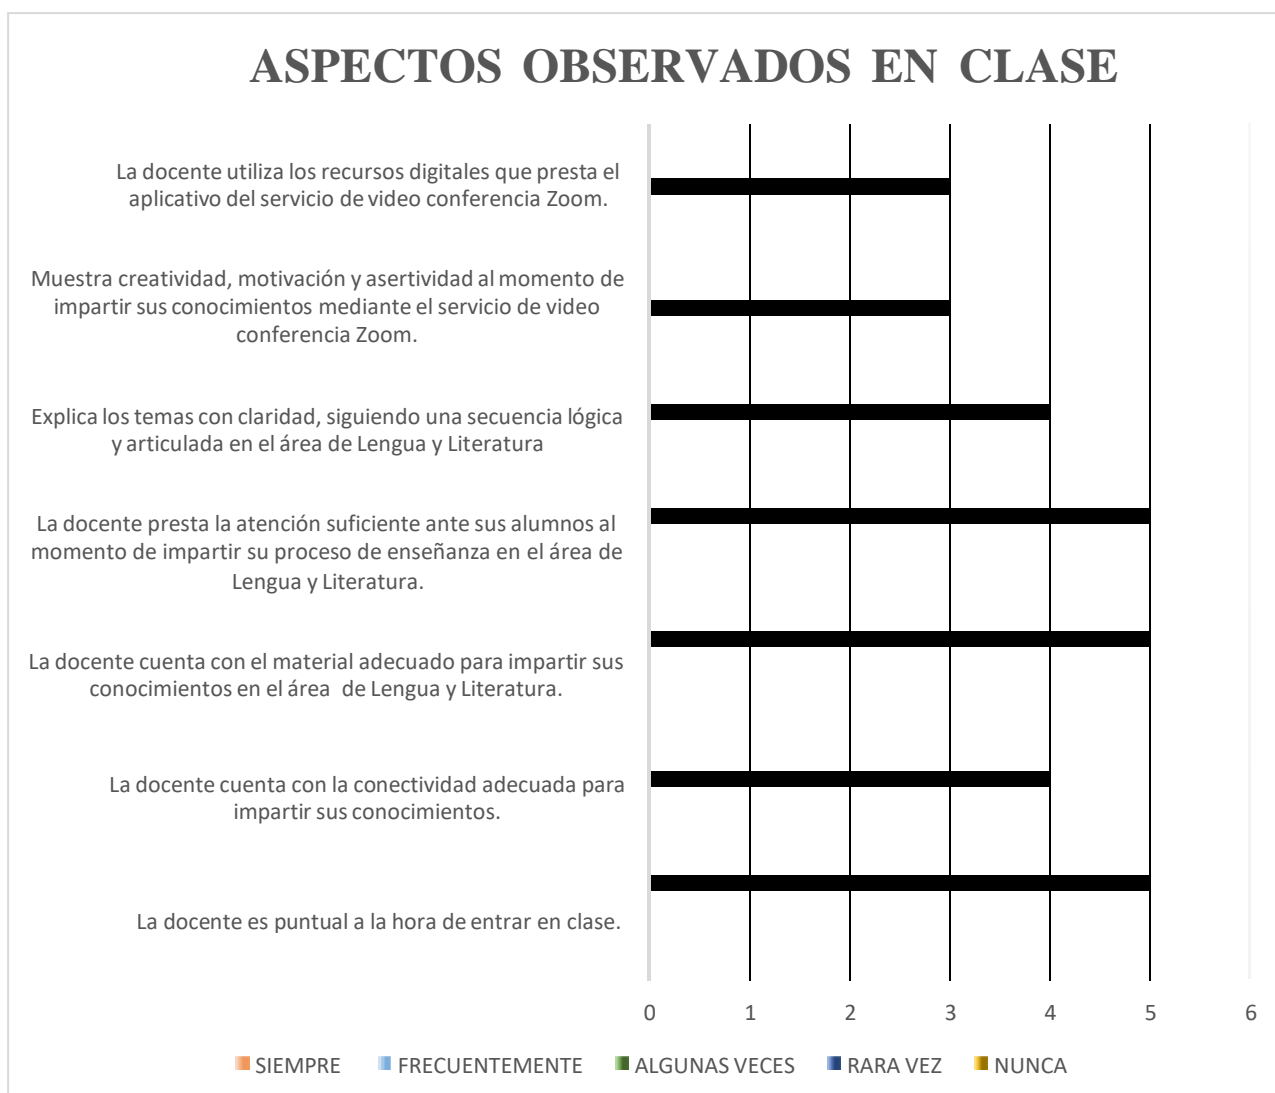 ASPECTOS OBSERVADOS EN CLASE
La docente utiliza los recursos digitales que presta el
aplicativo del servicio de video conferencia Zoom.
Muestra creatividad, motivación y asertividad al momento de
impartir sus conocimientos mediante el servicio de video
conferencia Zoom.
Explica los temas con claridad, siguiendo una secuencia lógica
y articulada en el área de Lengua y Literatura
La docente presta la atención suficiente ante sus alumnos al
momento de impartir su proceso de enseñanza en el área de
Lengua y Literatura.
La docente cuenta con el material adecuado para impartir sus
conocimientos en el área de Lengua y Literatura.
La docente cuenta con la conectividad adecuada para
impartir sus conocimientos.
La docente es puntual a la hora de entrar en clase.
0 1 2 3 4 5 6
SIEMPRE FRECUENTEMENTE ALGUNAS VECES RARA VEZ NUNCA